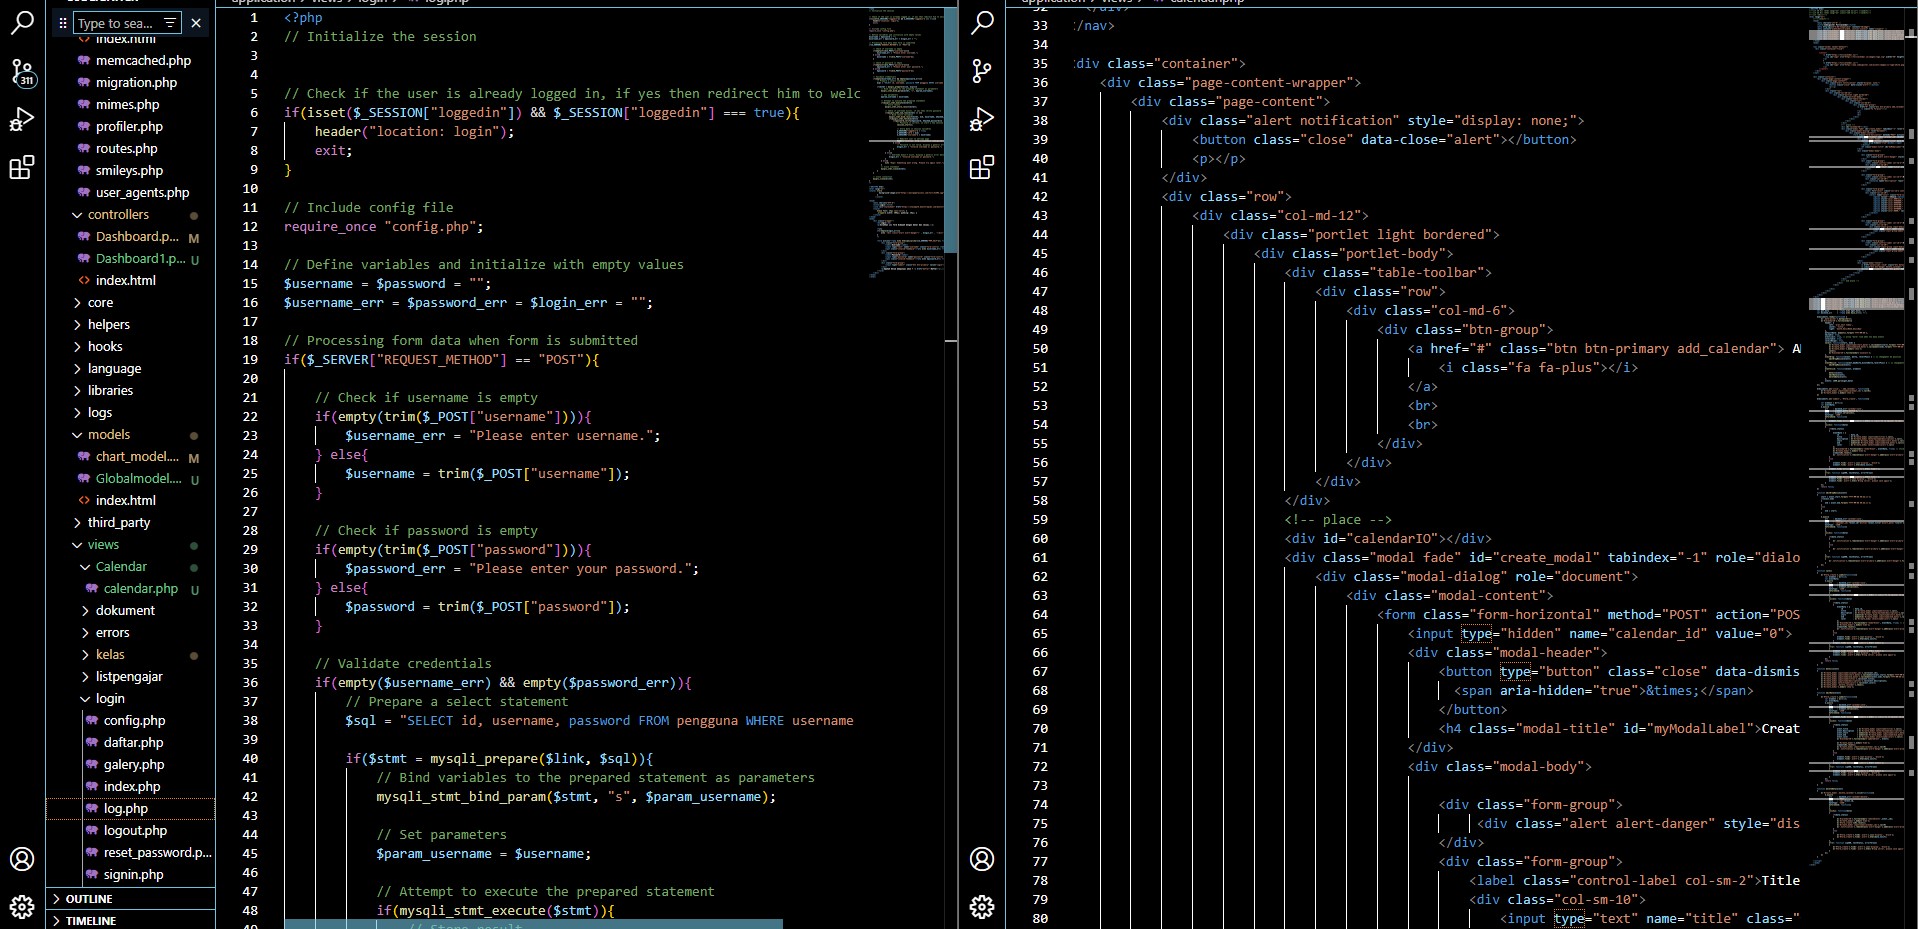 Type to sea...
index.html
memcached.php
migration.php
mimes.php
profiler.php
routes.php
smileys.php
user_agents.php
controllers
Dashboard.p... M
Dashboard1.p... U
index.html
core
helpers
hooks
language
libraries
logs
models
chart_model.... M
Globalmodel.... U
index.html
third_party
views
Calendar
calendar.php U
dokument
errors
kelas
listpengajar
login
config.php
daftar.php
galery.php
index.php
log.php
logout.php
reset_password.p...
signin.php
OUTLINE
TIMELINE
311
1 <?php
2 // Initialize the session
3
4
5 // Check if the user is already logged in, if yes then redirect him to welc
6 if(isset($_SESSION["loggedin"]) && $_SESSION["loggedin"] === true){
7 header("location: login");
8 exit;
9 }
10
11 // Include config file
12 require_once "config.php";
13
14 // Define variables and initialize with empty values
15 $username = $password = "";
16 $username_err = $password_err = $login_err = "";
17
18 // Processing form data when form is submitted
19 if($_SERVER["REQUEST_METHOD"] == "POST"){
20
21 // Check if username is empty
22 if(empty(trim($_POST["username"]))){
23 $username_err = "Please enter username.";
24 } else{
25 $username = trim($_POST["username"]);
26 }
27
28 // Check if password is empty
29 if(empty(trim($_POST["password"]))){
30 $password_err = "Please enter your password.";
31 } else{
32 $password = trim($_POST["password"]);
33 }
34
35 // Validate credentials
36 if(empty($username_err) && empty($password_err)){
37 // Prepare a select statement
38 $sql = "SELECT id, username, password FROM pengguna WHERE username
39
40 if($stmt = mysqli_prepare($link, $sql)){
41 // Bind variables to the prepared statement as parameters
42 mysqli_stmt_bind_param($stmt, "s", $param_username);
43
44 // Set parameters
45 $param_username = $username;
46
47 // Attempt to execute the prepared statement
48 if(mysqli_stmt_execute($stmt)){
33 </nav>
34
35 div class="container">
36 <div class="page-content-wrapper">
37 <div class="page-content">
38 <div class="alert notification" style="display: none;">
39 <button class="close" data-close="alert"></button>
40 <p></p>
41 </div>
42 <div class="row">
43 <div class="col-md-12">
44 <div class="portlet light bordered">
45 <div class="portlet-body">
46 <div class="table-toolbar">
47 <div class="row">
48 <div class="col-md-6">
49 <div class="btn-group">
50 <a href="#" class="btn btn-primary add_calendar">
51 <i class="fa fa-plus"></i>
52 </a>
53 <br>
54 <br>
55 </div>
56 </div>
57 </div>
58 </div>
59 <!-- place -->
60 <div id="calendarIO"></div>
61 <div class="modal fade" id="create_modal" tabindex="-1" role="dialo
62 <div class="modal-dialog" role="document">
63 <div class="modal-content">
64 <form class="form-horizontal" method="POST" action="POS
65 <input type="hidden" name="calendar_id" value="0">
66 <div class="modal-header">
67 <button type="button" class="close" data-dismis
68 <span aria-hidden="true">&times;</span>
69 </button>
70 <h4 class="modal-title" id="myModalLabel">Creat
71 </div>
72 <div class="modal-body">
73
74 <div class="form-group">
75 <div class="alert alert-danger" style="dis
76 </div>
77 <div class="form-group">
78 <label class="control-label col-sm-2">Title
79 <div class="col-sm-10">
80 <input type="text" name="title" class="